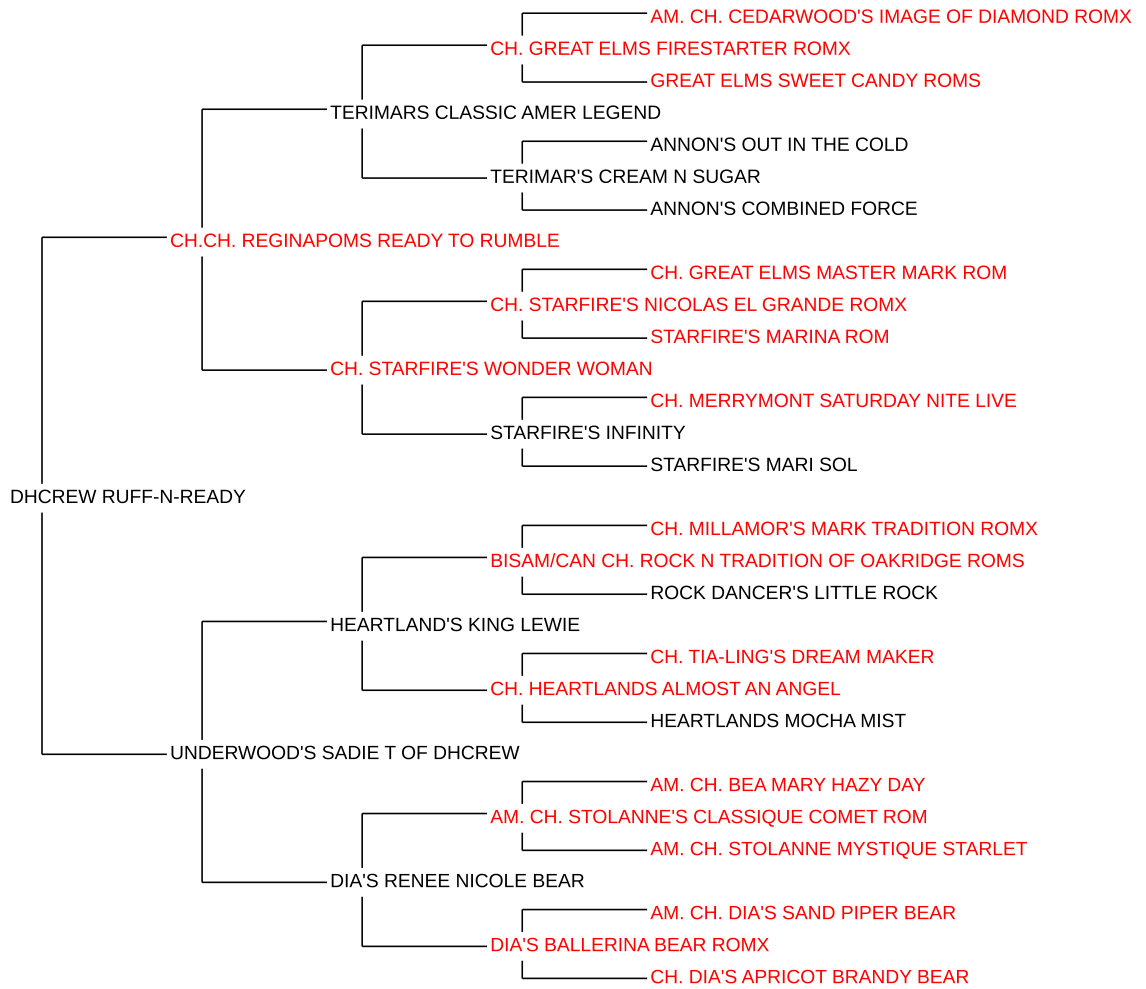 AM. CH. CEDARWOOD'S IMAGE OF DIAMOND ROMX
CH. GREAT ELMS FIRESTARTER ROMX
GREAT ELMS SWEET CANDY ROMS
TERIMARS CLASSIC AMER LEGEND
ANNON'S OUT IN THE COLD
TERIMAR'S CREAM N SUGAR
ANNON'S COMBINED FORCE
CH.CH. REGINAPOMS READY TO RUMBLE
CH. GREAT ELMS MASTER MARK ROM
CH. STARFIRE'S NICOLAS EL GRANDE ROMX
STARFIRE'S MARINA ROM
CH. STARFIRE'S WONDER WOMAN
CH. MERRYMONT SATURDAY NITE LIVE
STARFIRE'S INFINITY
STARFIRE'S MARI SOL
DHCREW RUFF-N-READY
CH. MILLAMOR'S MARK TRADITION ROMX
BISAM/CAN CH. ROCK N TRADITION OF OAKRIDGE ROMS
ROCK DANCER'S LITTLE ROCK
HEARTLAND'S KING LEWIE
CH. TIA-LING'S DREAM MAKER
CH. HEARTLANDS ALMOST AN ANGEL
HEARTLANDS MOCHA MIST
UNDERWOOD'S SADIE T OF DHCREW
AM. CH. BEA MARY HAZY DAY
AM. CH. STOLANNE'S CLASSIQUE COMET ROM
AM. CH. STOLANNE MYSTIQUE STARLET
DIA'S RENEE NICOLE BEAR
AM. CH. DIA'S SAND PIPER BEAR
DIA'S BALLERINA BEAR ROMX
CH. DIA'S APRICOT BRANDY BEAR